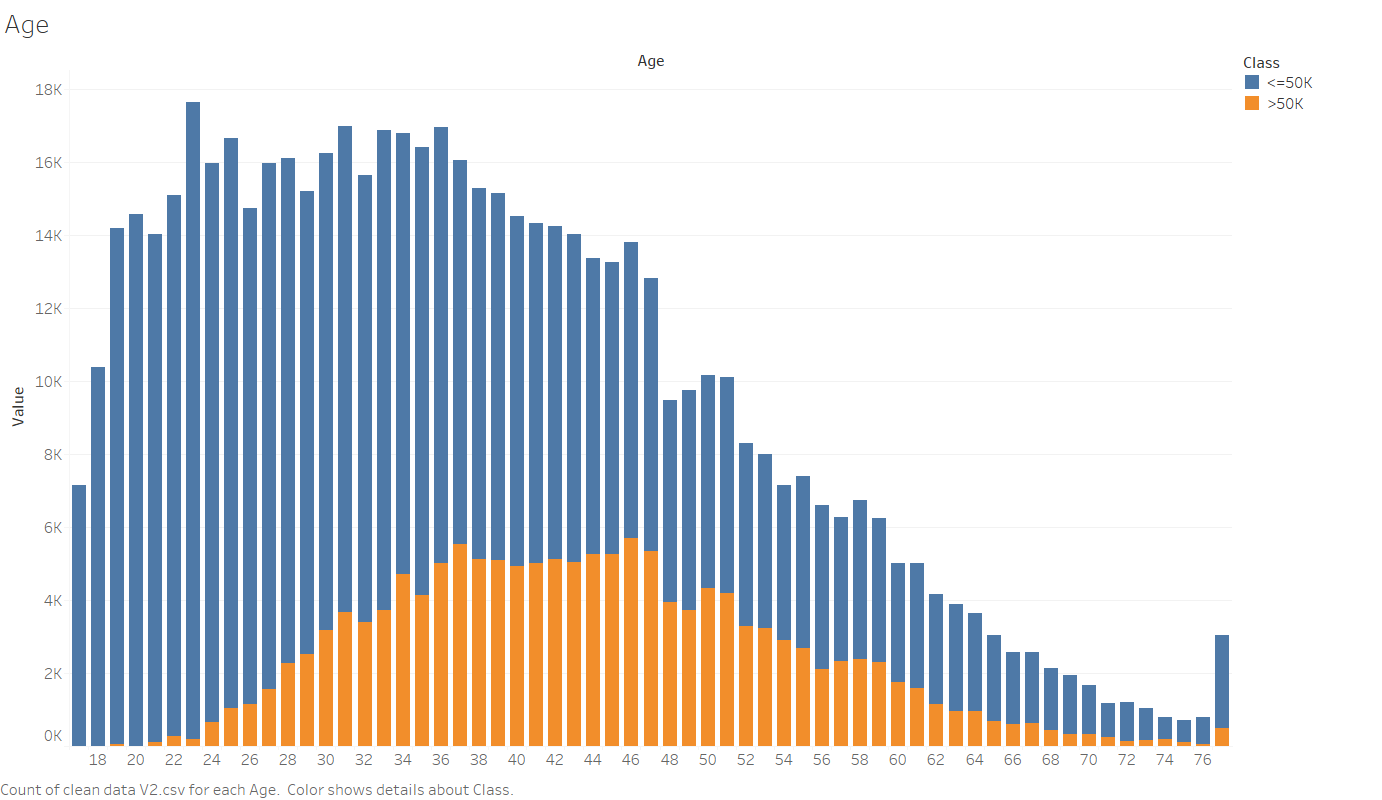 Age
Age
Class
<=50K
>50K
18K
16K
14K
12K
10K
8K
6K
4K
2K
0K
Value
18 20 22 24 26 28 30 32 34 36 38 40 42 44 46 48 50 52 54 56 58 60 62 64 66 68 70 72 74 76
Count of clean data V2.csv for each Age. Color shows details about Class.